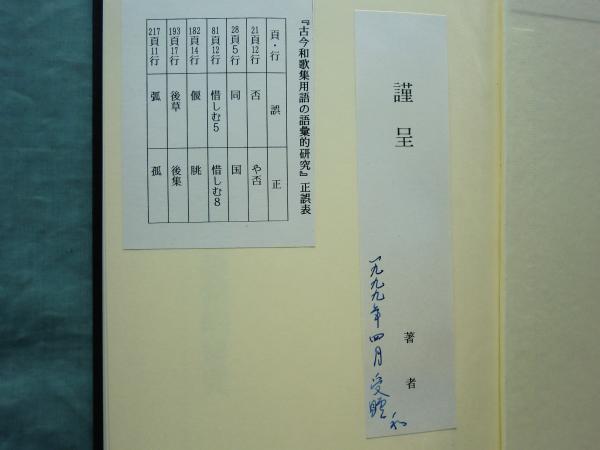 謹呈
著者
一九九九年四月受贈
『古今和歌集用語の語彙的研究』正誤表
頁・行 誤 正
21頁12行 否 や否
28頁5行 同 国
81頁12行 惜しむ5 惜しむ8
182頁14行 偃 眺
193頁17行 後草 後集
217頁11行 弧 孤